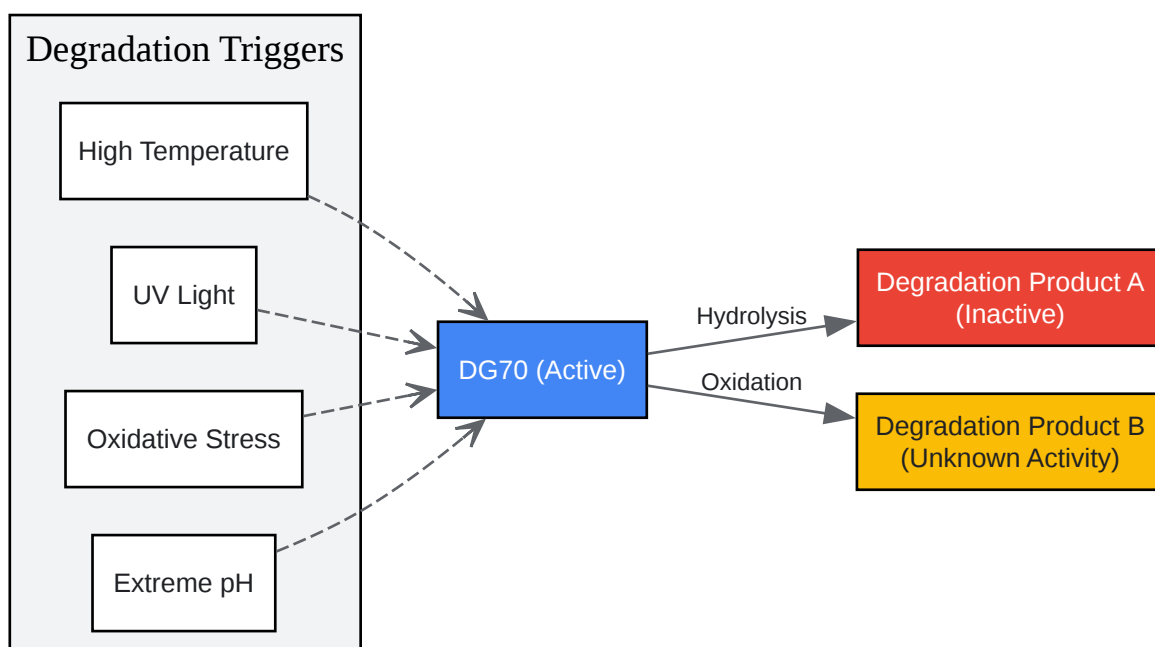 Degradation Triggers
High Temperature
UV Light
Oxidative Stress
Extreme pH
DG70 (Active)
Hydrolysis
Oxidation
Degradation Product A
(Inactive)
Degradation Product B
(Unknown Activity)